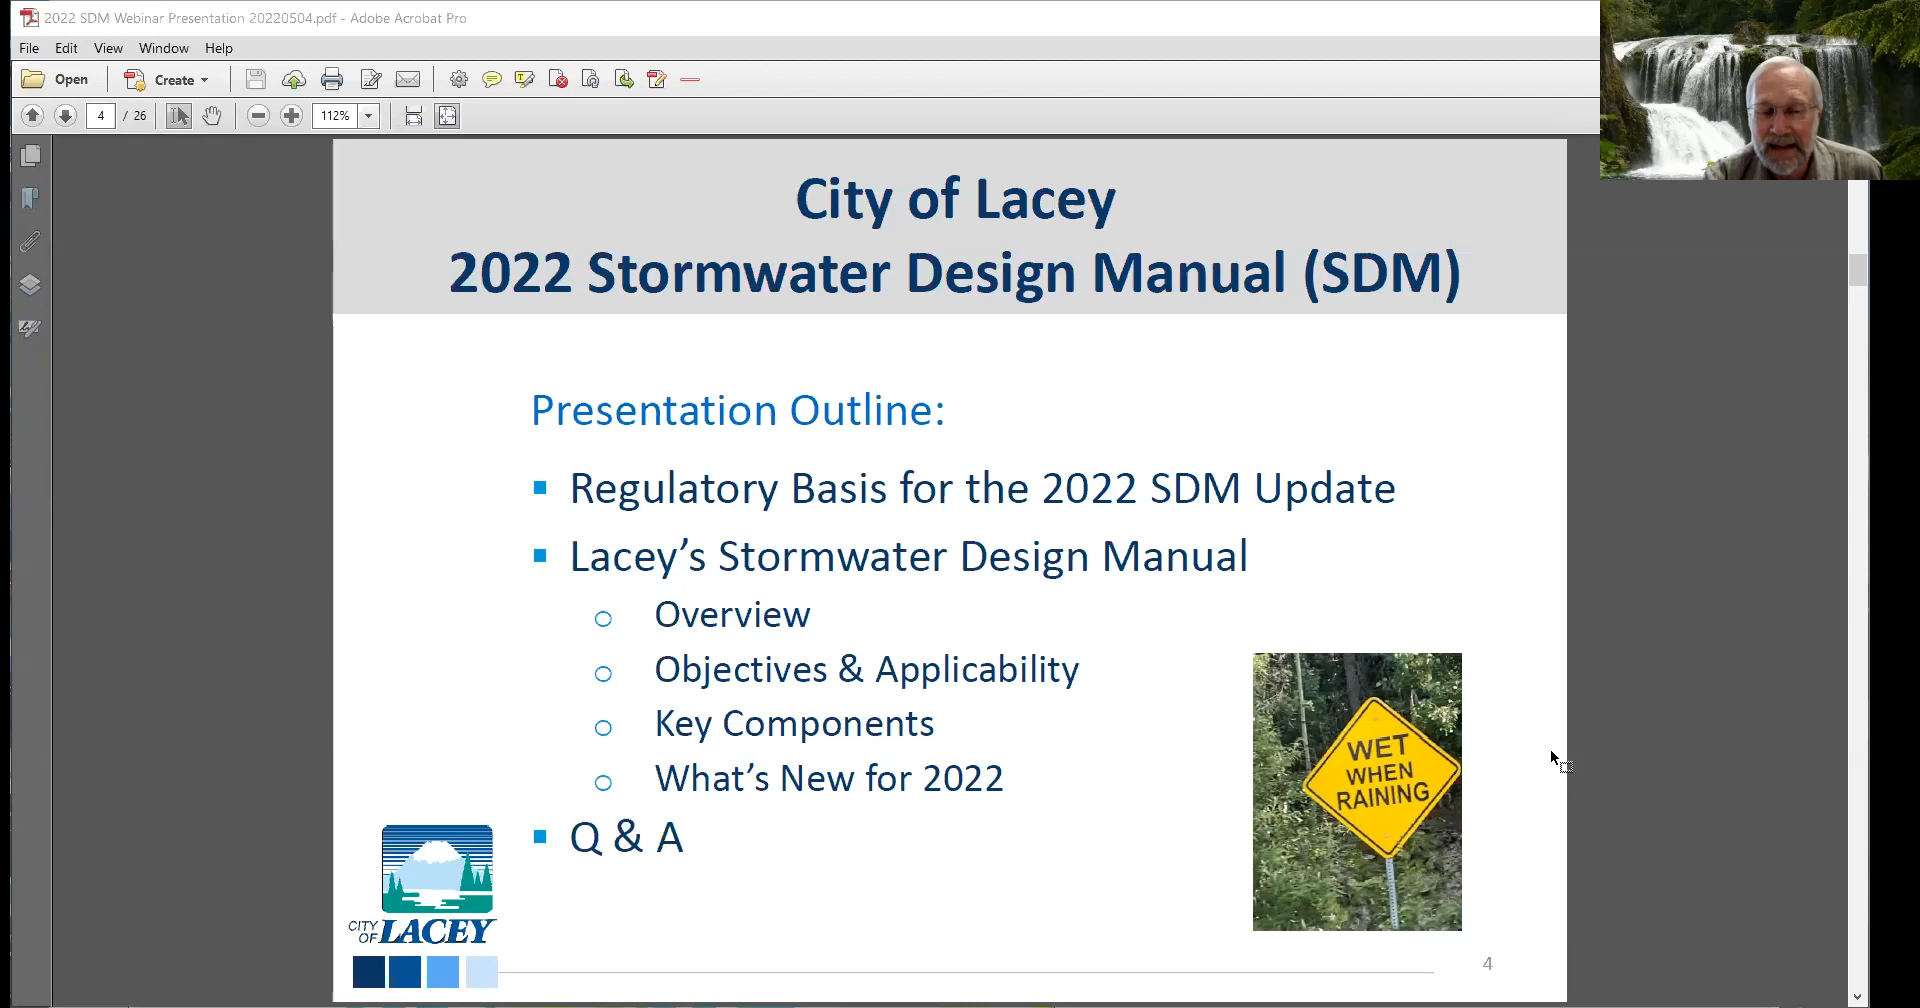 2022 SDM Webinar Presentation 20220504.pdf - Adobe Acrobat Pro
File Edit View Window Help
Open Create
4 / 26 112%
City of Lacey
2022 Stormwater Design Manual (SDM)
Presentation Outline:
Regulatory Basis for the 2022 SDM Update
Lacey’s Stormwater Design Manual
Overview
Objectives & Applicability
Key Components
What’s New for 2022
Q & A
WET
WHEN
RAINING
CITY
OF LACEY
4